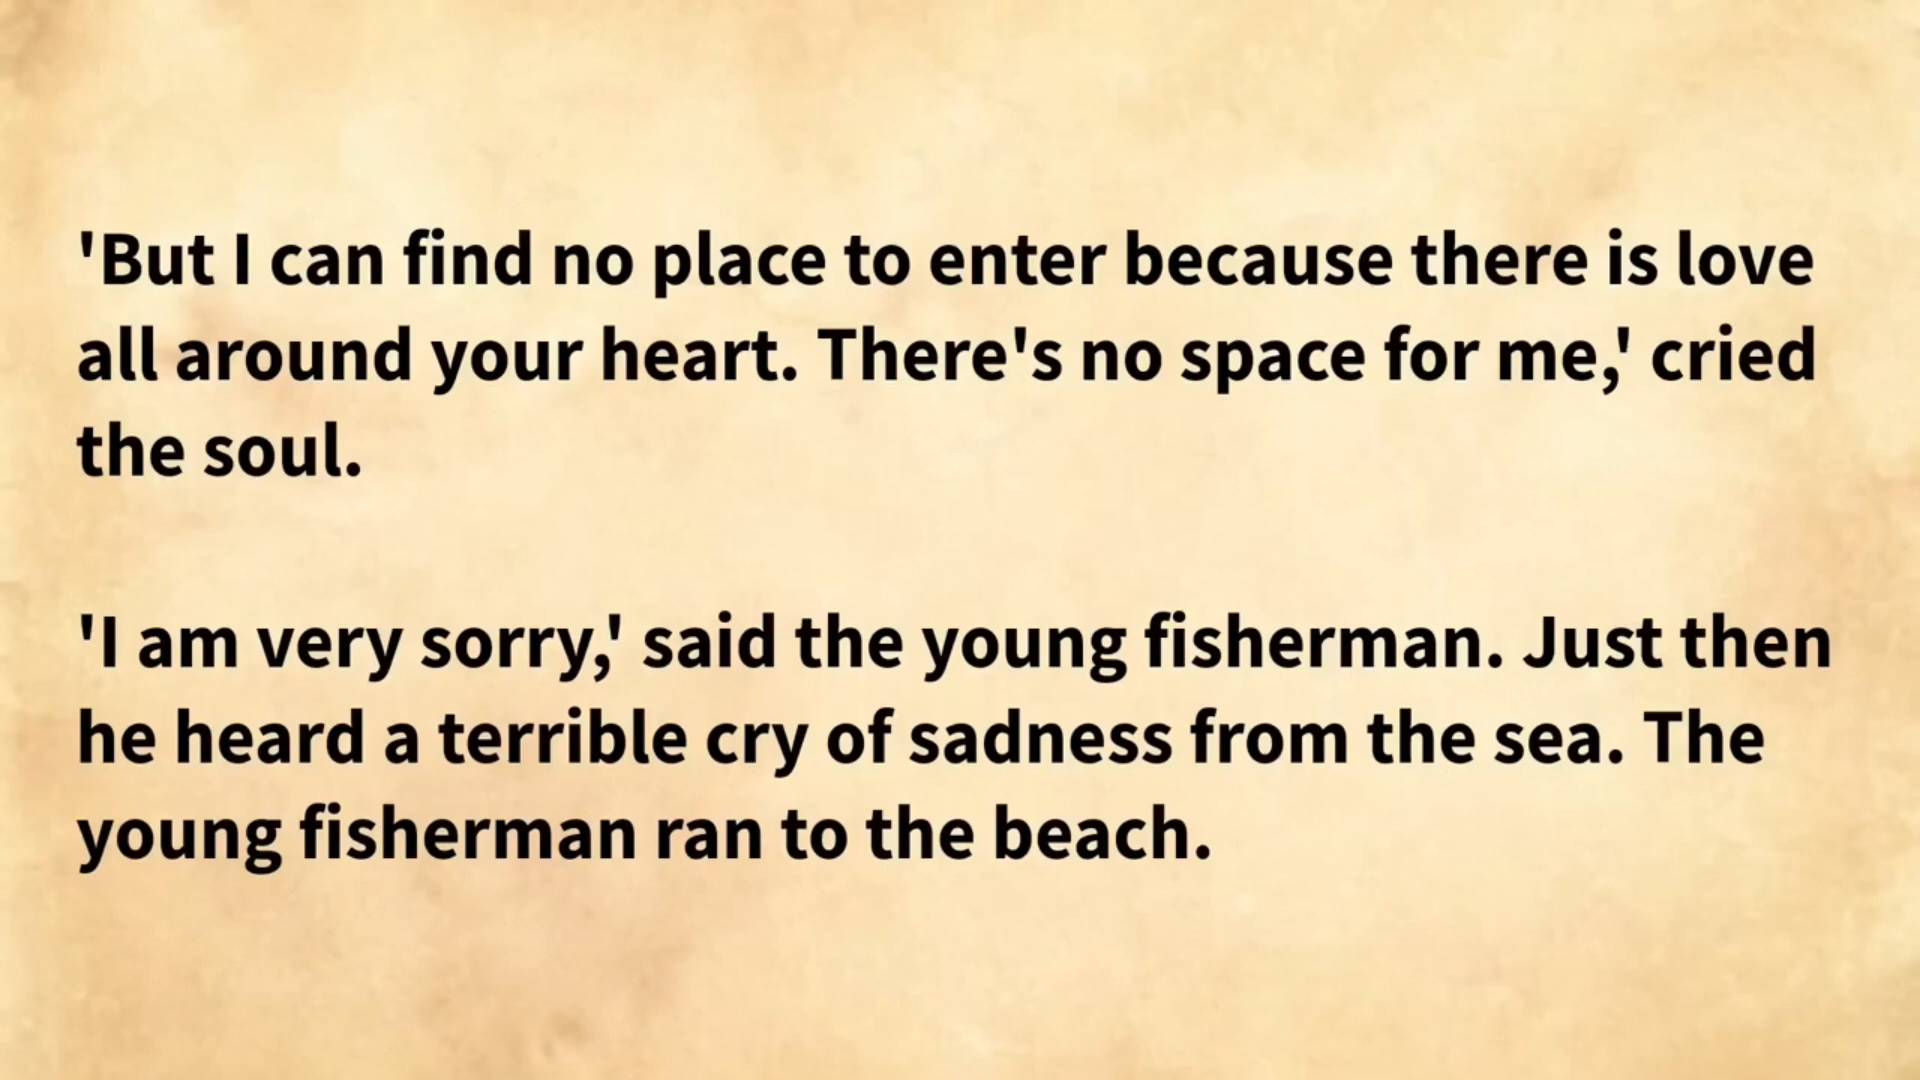 'But I can find no place to enter because there is love
all around your heart. There's no space for me,' cried
the soul.
'I am very sorry,' said the young fisherman. Just then
he heard a terrible cry of sadness from the sea. The
young fisherman ran to the beach.